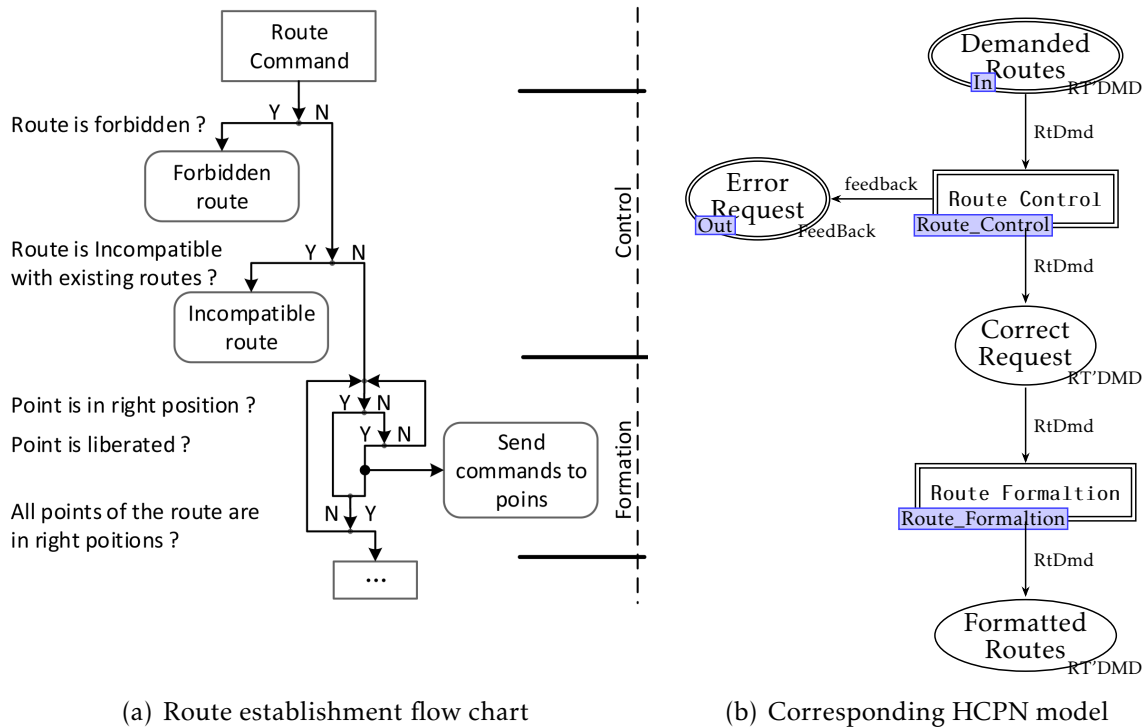 Route
Command
Y N
Route is forbidden ?
Forbidden
route
Route is Incompatible
with existing routes ?
Y N
Incompatible
route
Point is in right position ?
Y N
Point is liberated ?
Y N
Send
commands to
poins
All points of the route are
in right poitions ?
N Y
...
Control
Formation
(a) Route establishment flow chart
Demanded
Routes
In
RT'DMD
RtDmd
Error
Request
Out
FeedBack
feedback
Route Control
Route_Control
RtDmd
Correct
Request
RT'DMD
RtDmd
Route Formaltion
Route_Formaltion
RtDmd
Formatted
Routes
RT'DMD
(b) Corresponding HCPN model